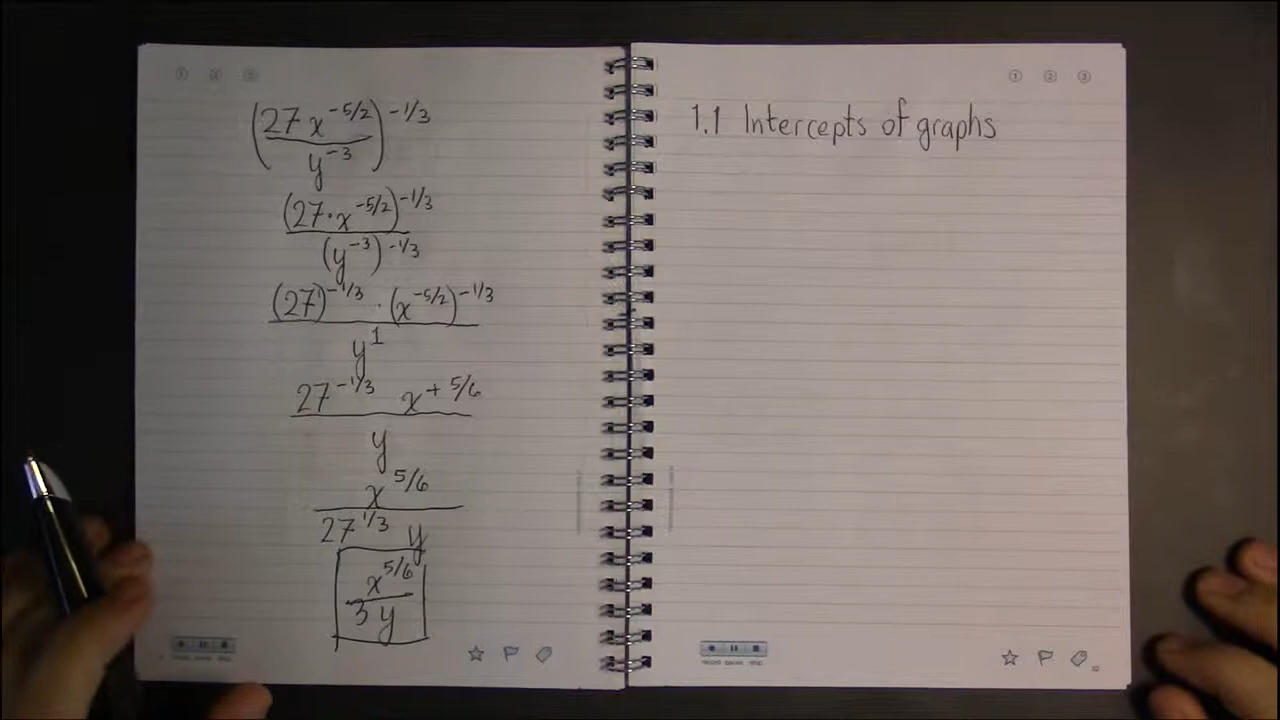 (27 x^-5/2 / y^-3)^-1/3
(27·x^-5/2)^-1/3 / (y^-3)^-1/3
(27)^-1/3 · (x^-5/2)^-1/3 / y^1
27^-1/3 x^+5/6 / y
x^5/6 / 27^1/3 y
x^5/6 / 3y
1.1 Intercepts of graphs